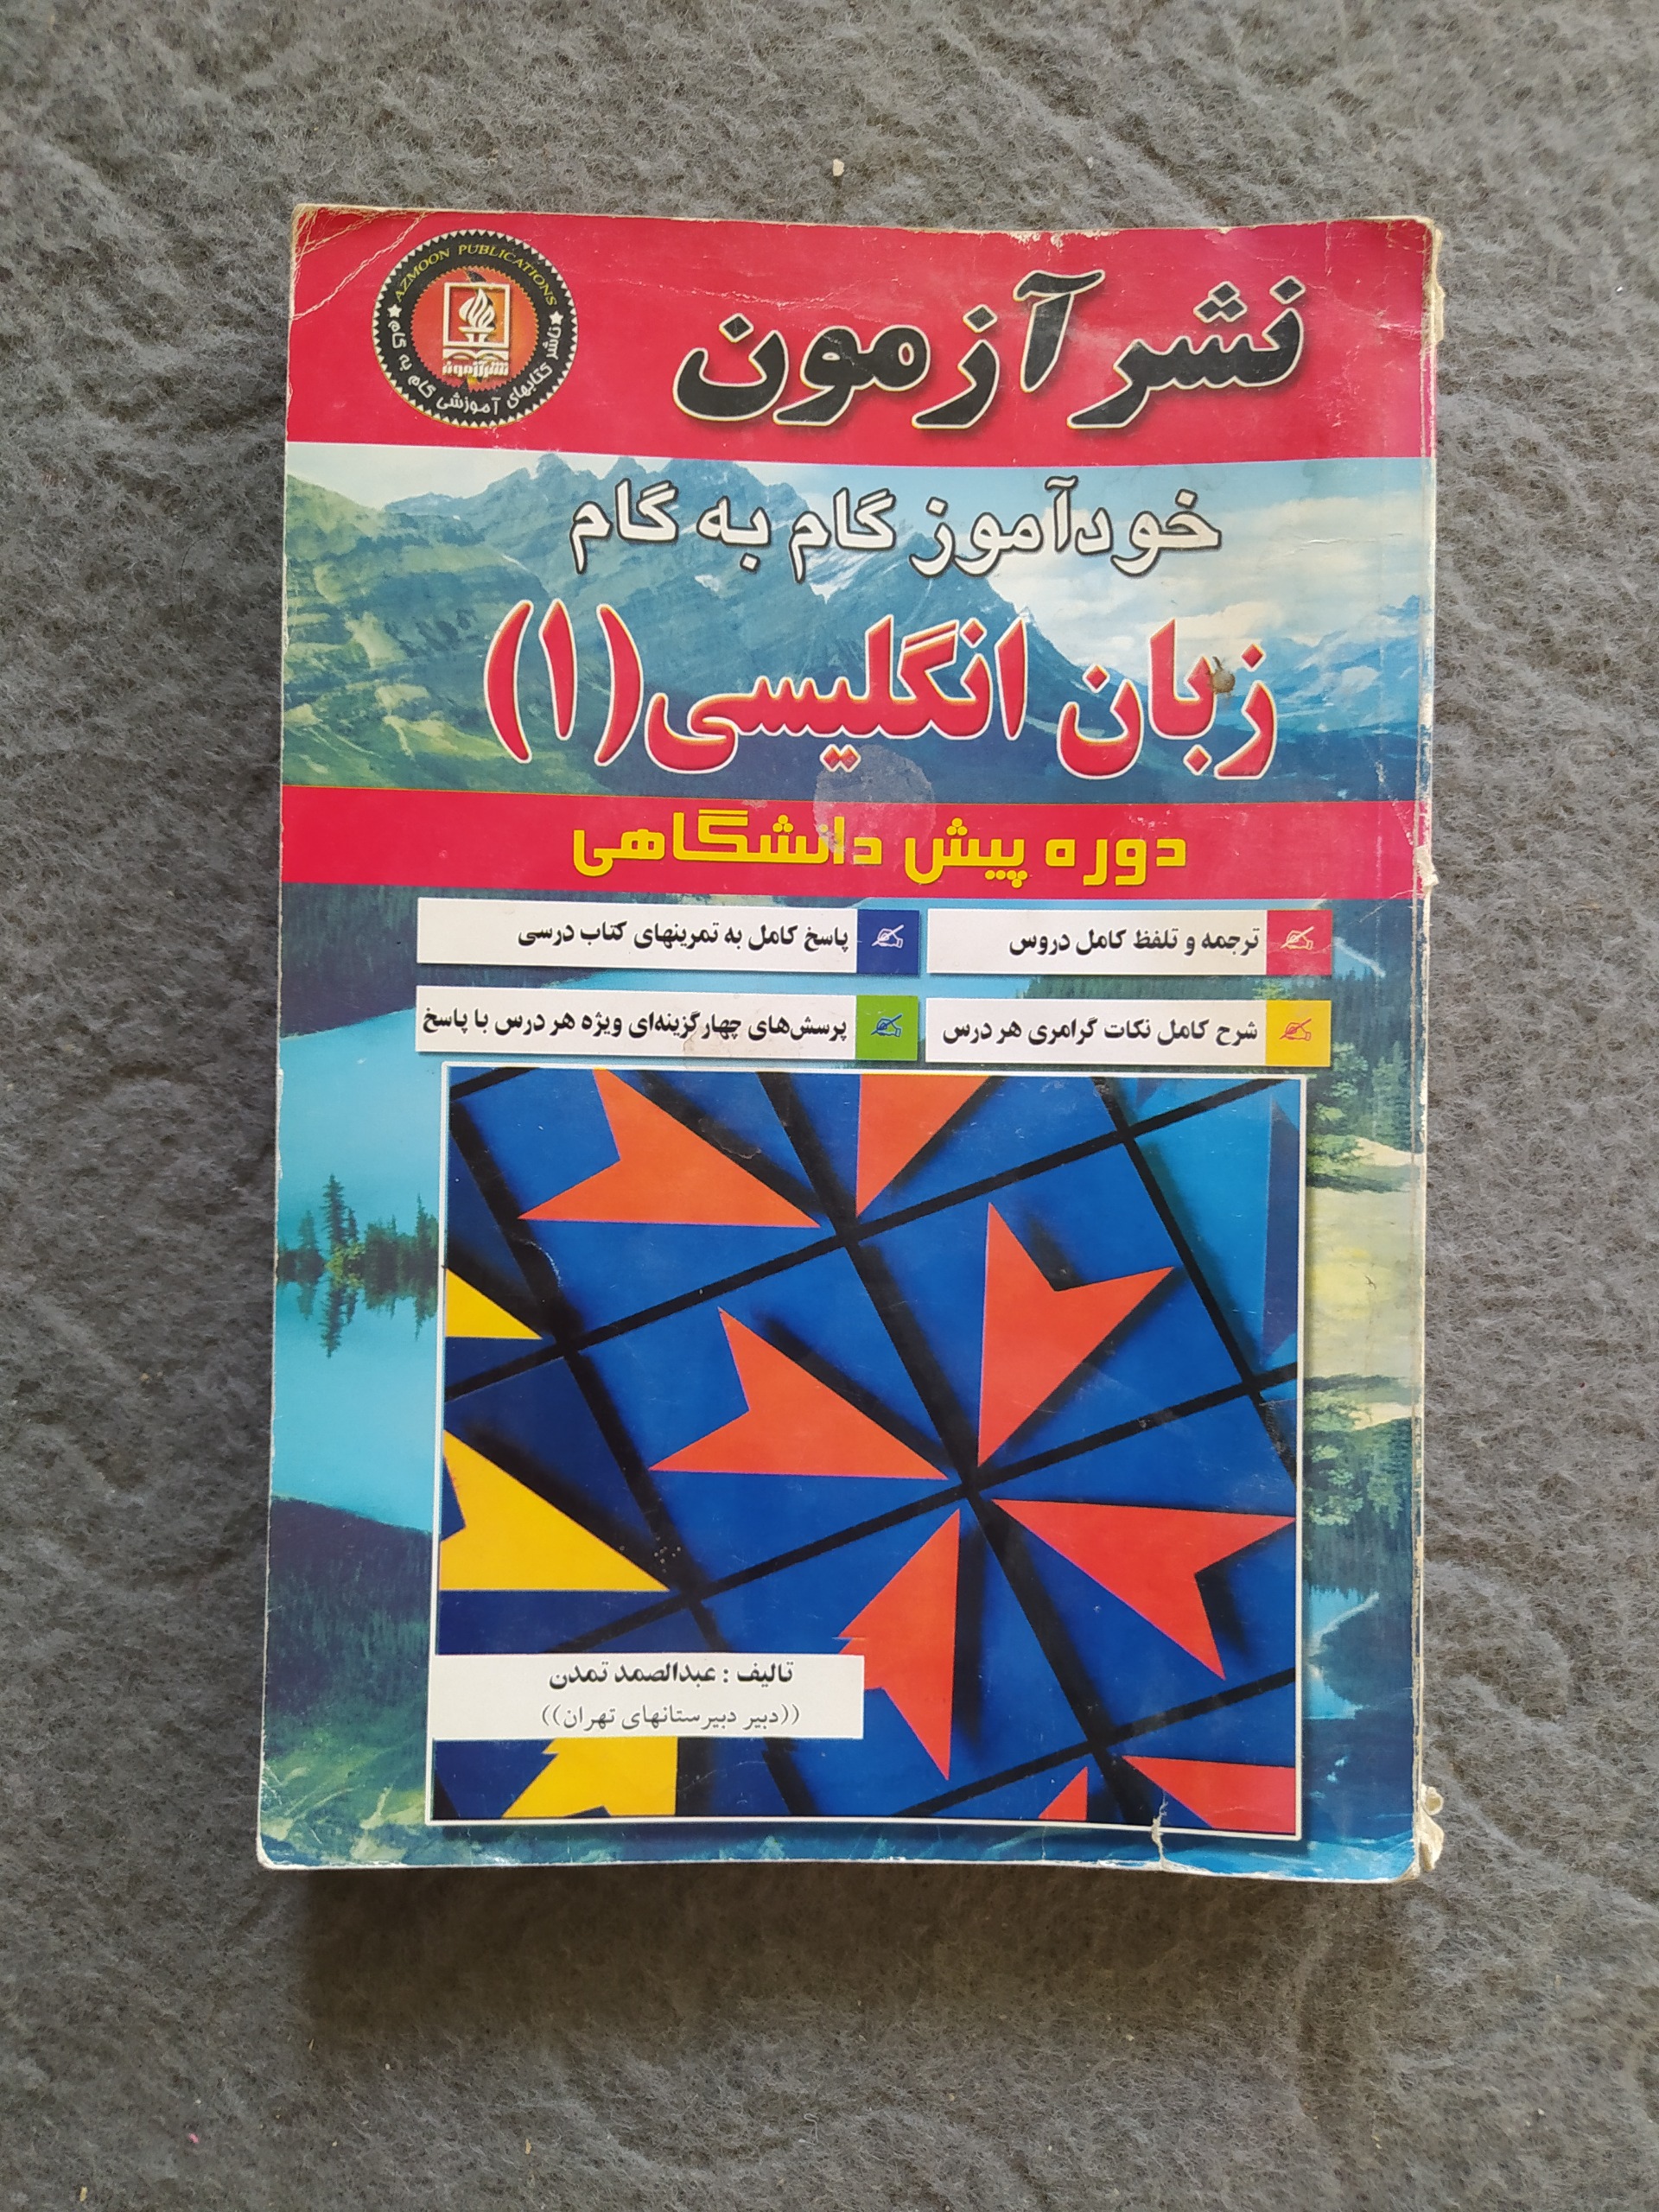 نشر آزمون
AZMOON PUBLICATIONS
نشر آزمون
ناشر کتابهای آموزشی گام به گام
خودآموز گام به گام
زبان انگلیسی (۱)
دوره پیش دانشگاهی
ترجمه و تلفظ کامل دروس
پاسخ کامل به تمرینهای کتاب درسی
شرح کامل نکات گرامری هر درس
پرسش‌های چهارگزینه‌ای ویژه هر درس با پاسخ
تالیف : عبدالصمد تمدن
((دبیر دبیرستانهای تهران))